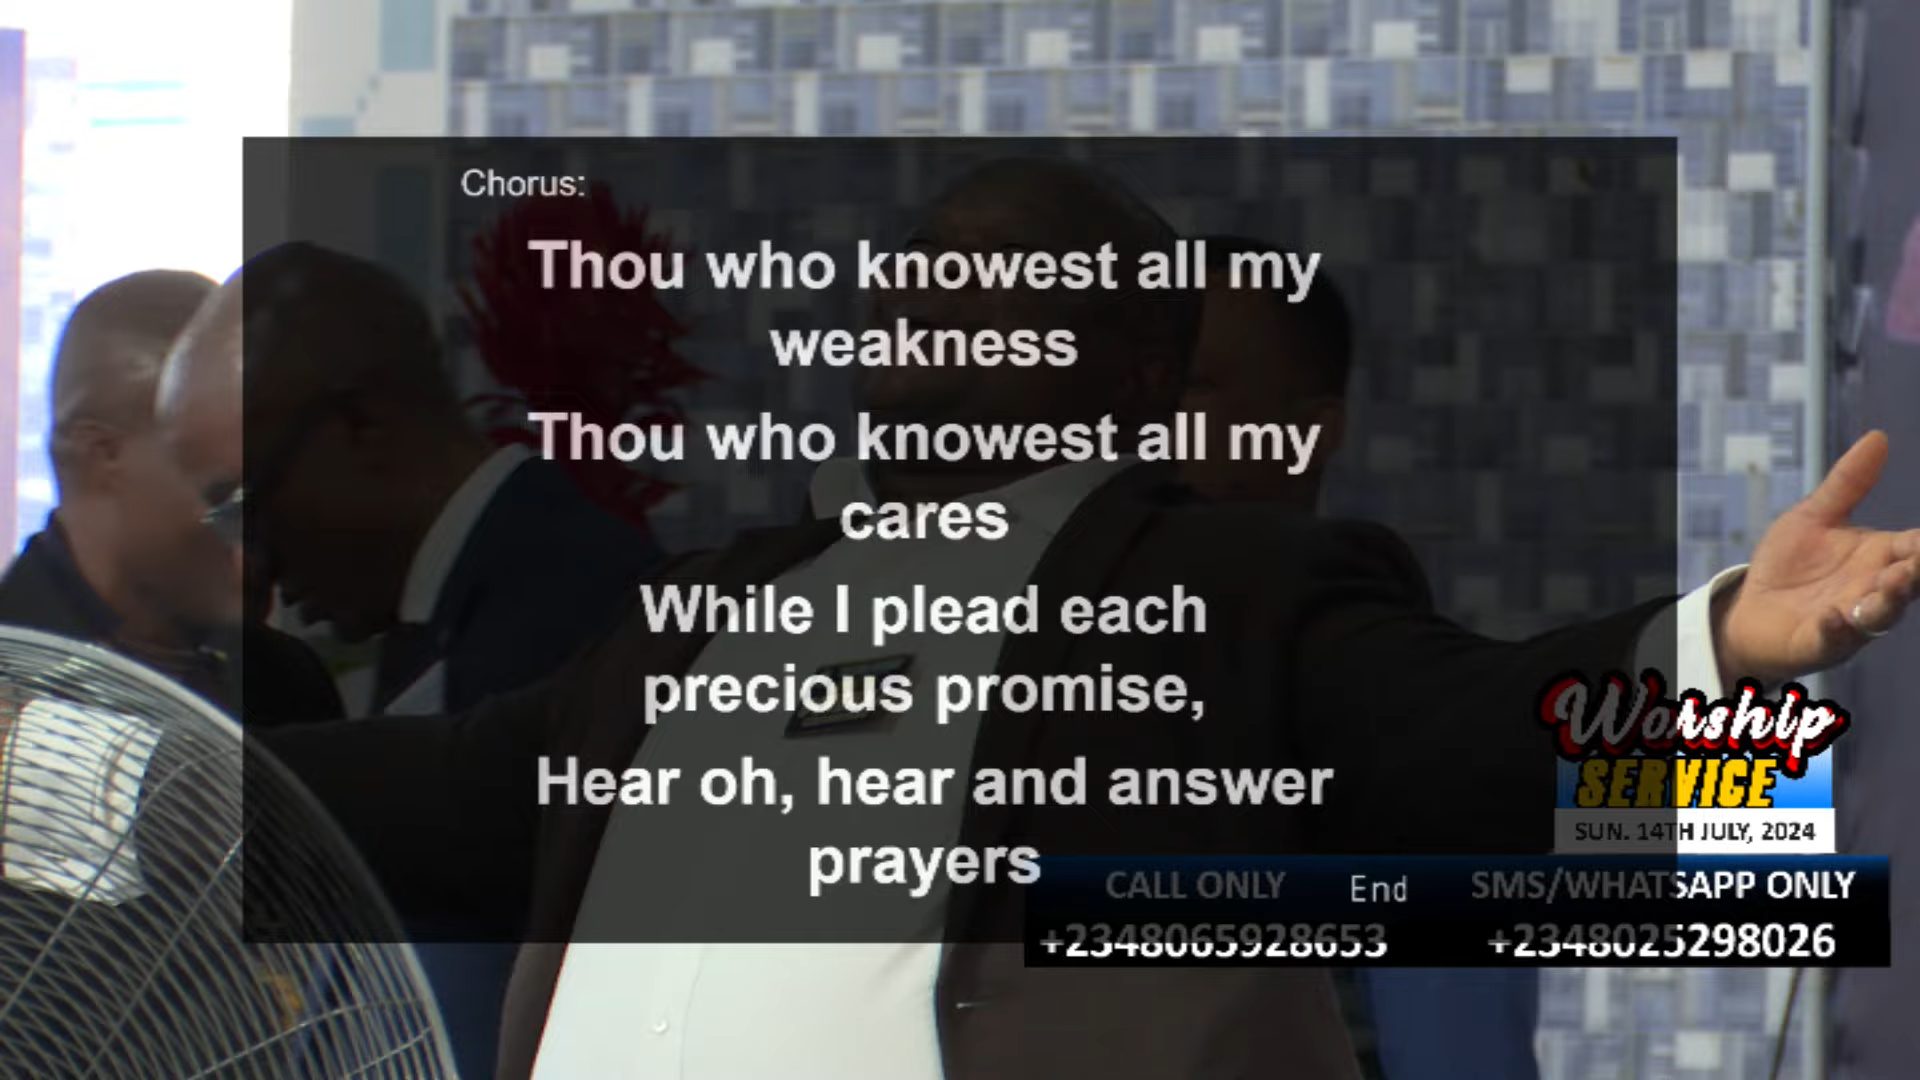 Chorus:
Thou who knowest all my
weakness
Thou who knowest all my
cares
While I plead each
precious promise,
Hear oh, hear and answer
prayers
Worship
SERVICE
SUN. 14TH JULY, 2024
CALL ONLY End SMS/WHATSAPP ONLY
+2348065928653 +2348025298026